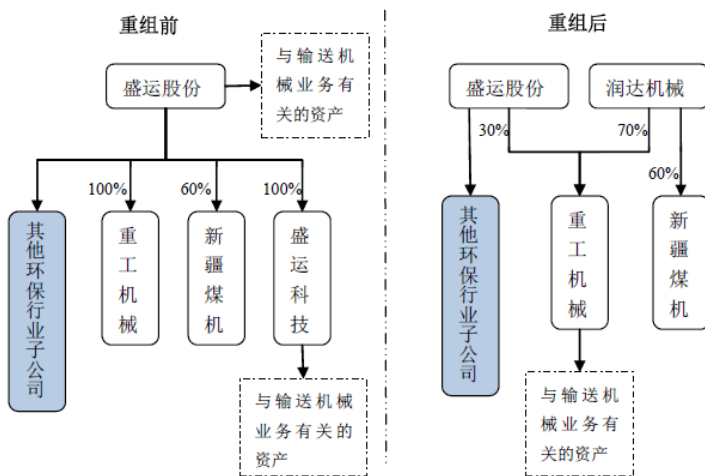 重组前
与输送机
械业务有
关的资产
盛运股份
100%
60%
100%
其他环保行业子公司
重工机械
新疆煤机
盛运科技
与输送机械
业务有关的
资产
重组后
盛运股份
润达机械
30%
70%
60%
其他环保行业子公司
重工机械
新疆煤机
与输送机
械业务有
关的资产